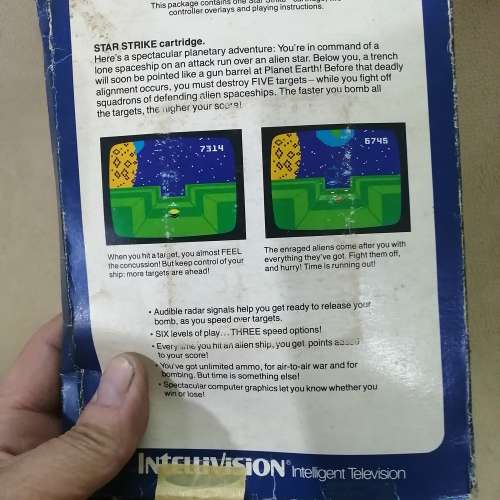 This package contains one Star Strike cartridge, two
controller overlays and playing instructions.
STAR STRIKE cartridge.
Here's a spectacular planetary adventure: You're in command of a
lone spaceship on an attack run over an alien star. Below you, a trench
will soon be pointed like a gun barrel at Planet Earth! Before that deadly
alignment occurs, you must destroy FIVE targets – while you fight off
squadrons of defending alien spaceships. The faster you bomb all
the targets, the higher your score!
7314
6745
When you hit a target, you almost FEEL
the concussion! But keep control of your
ship: more targets are ahead!
The enraged aliens come after you with
everything they've got. Fight them off,
and hurry! Time is running out!
• Audible radar signals help you get ready to release your
bomb, as you speed over targets.
• SIX levels of play... THREE speed options!
• Every time you hit an alien ship, you get points added
to your score!
• You've got unlimited ammo, for air-to-air war and for
bombing. But time is something else!
• Spectacular computer graphics let you know whether you
win or lose!
INTELLIVISION® Intelligent Television